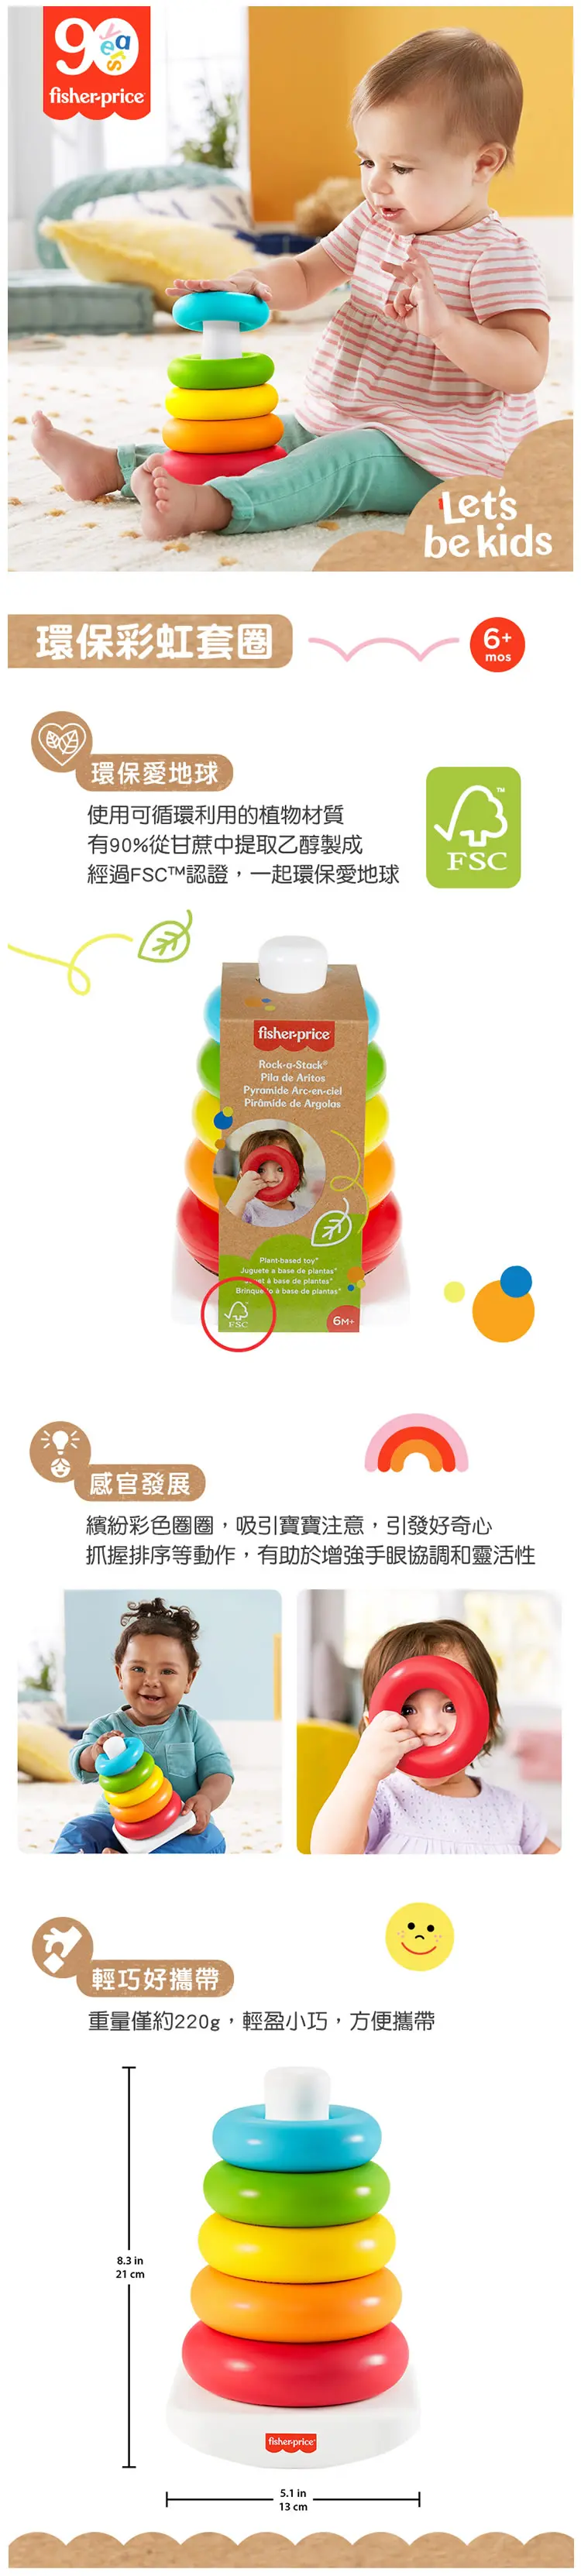 90 years
fisher-price
Let's
be kids
環保彩虹套圈
6+
mos
環保愛地球
使用可循環利用的植物材質
有90%從甘蔗中提取乙醇製成
經過FSC™認證，一起環保愛地球
FSC
fisher-price
Rock-a-Stack®
Pila de Aritos
Pyramide Arc-en-ciel
Pirámide de Argolas
Plant-based toy*
Juguete a base de plantas*
à base de plantes*
a base de plantas*
FSC
6M+
感官發展
繽紛彩色圈圈，吸引寶寶注意，引發好奇心
抓握排序等動作，有助於增強手眼協調和靈活性
輕巧好攜帶
重量僅約220g，輕盈小巧，方便攜帶
8.3 in
21 cm
fisher-price
5.1 in
13 cm